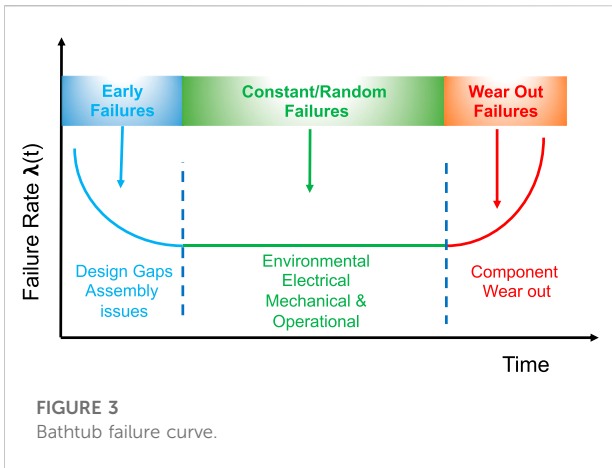 Early
Failures
Constant/Random
Failures
Wear Out
Failures
Failure Rate λ(t)
Design Gaps
Assembly
issues
Environmental
Electrical
Mechanical &
Operational
Component
Wear out
Time
FIGURE 3
Bathtub failure curve.